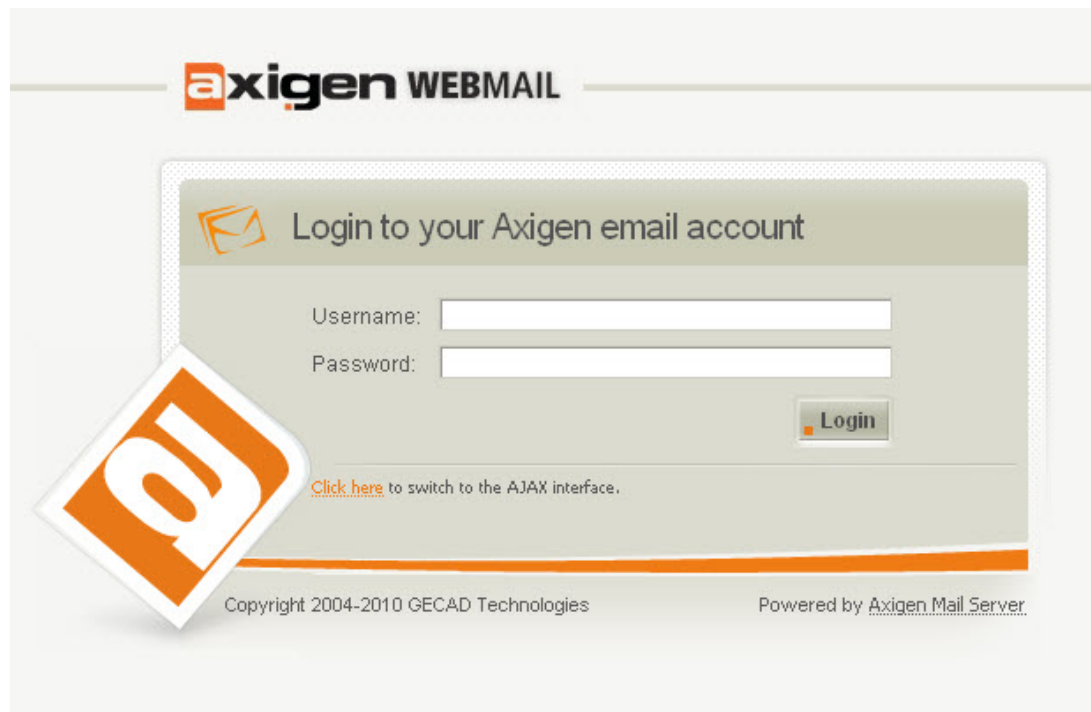 axigen WEBMAIL
Login to your Axigen email account
Username:
Password:
Login
Click here to switch to the AJAX interface.
a
Copyright 2004-2010 GECAD Technologies
Powered by Axigen Mail Server